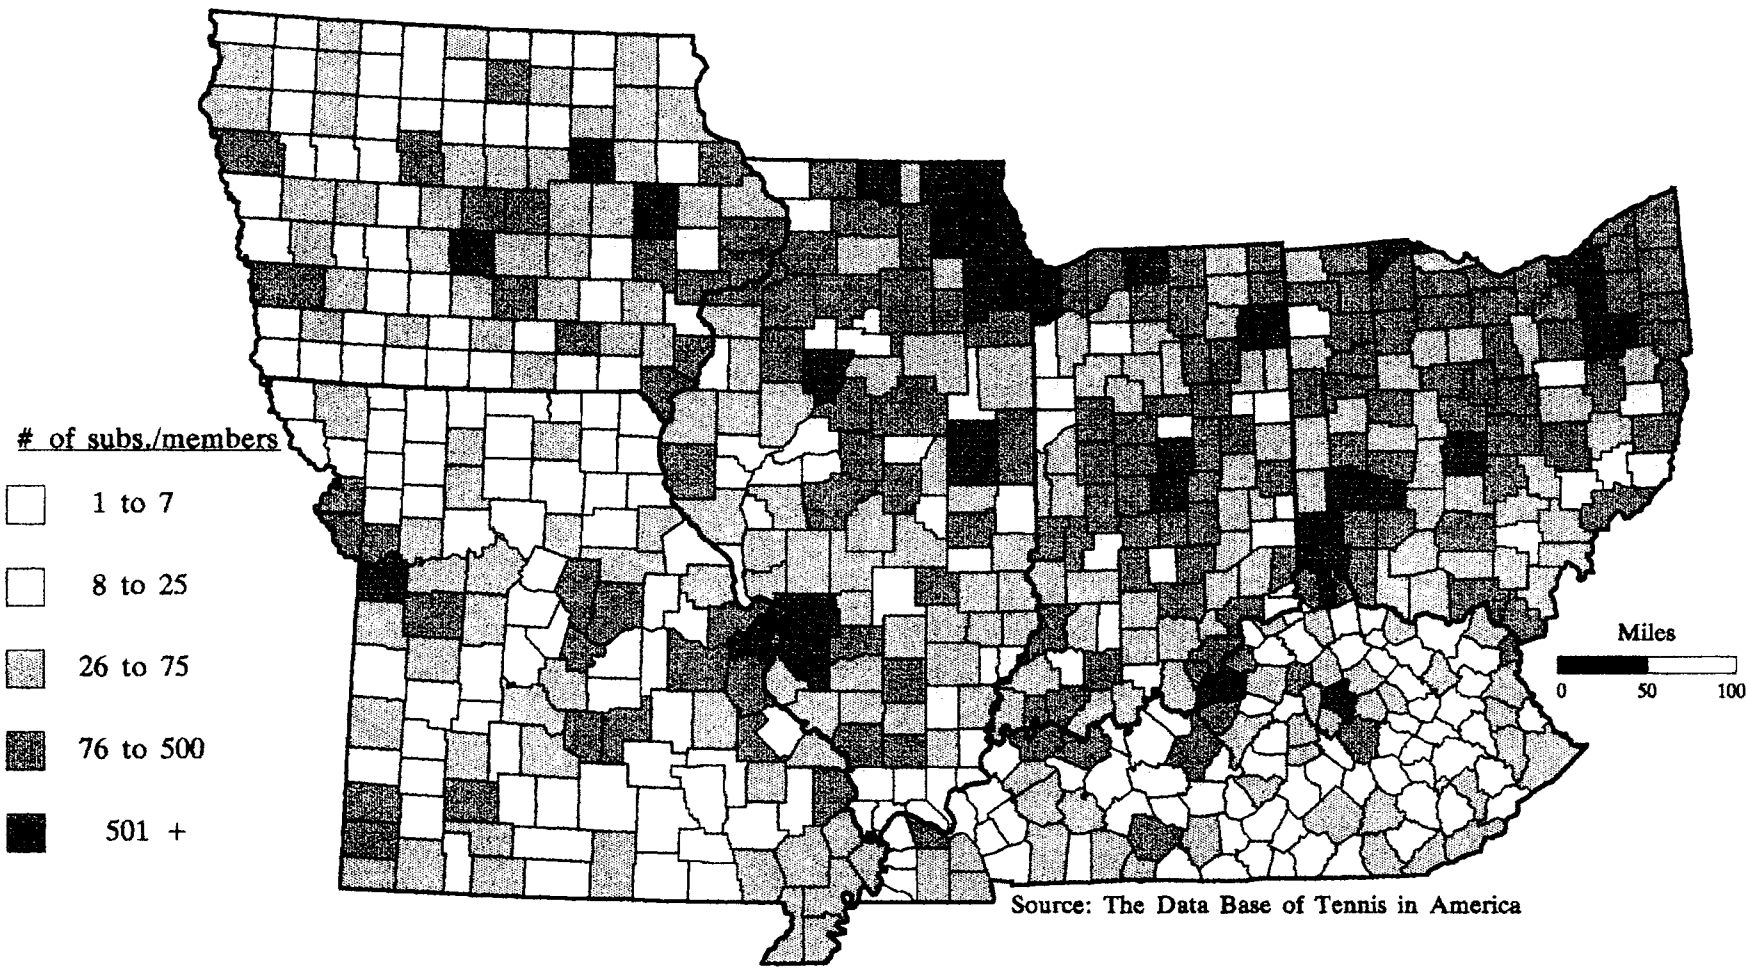 # of subs./members
1 to 7
8 to 25
26 to 75
76 to 500
501 +
Miles
0 50 100
Source: The Data Base of Tennis in America